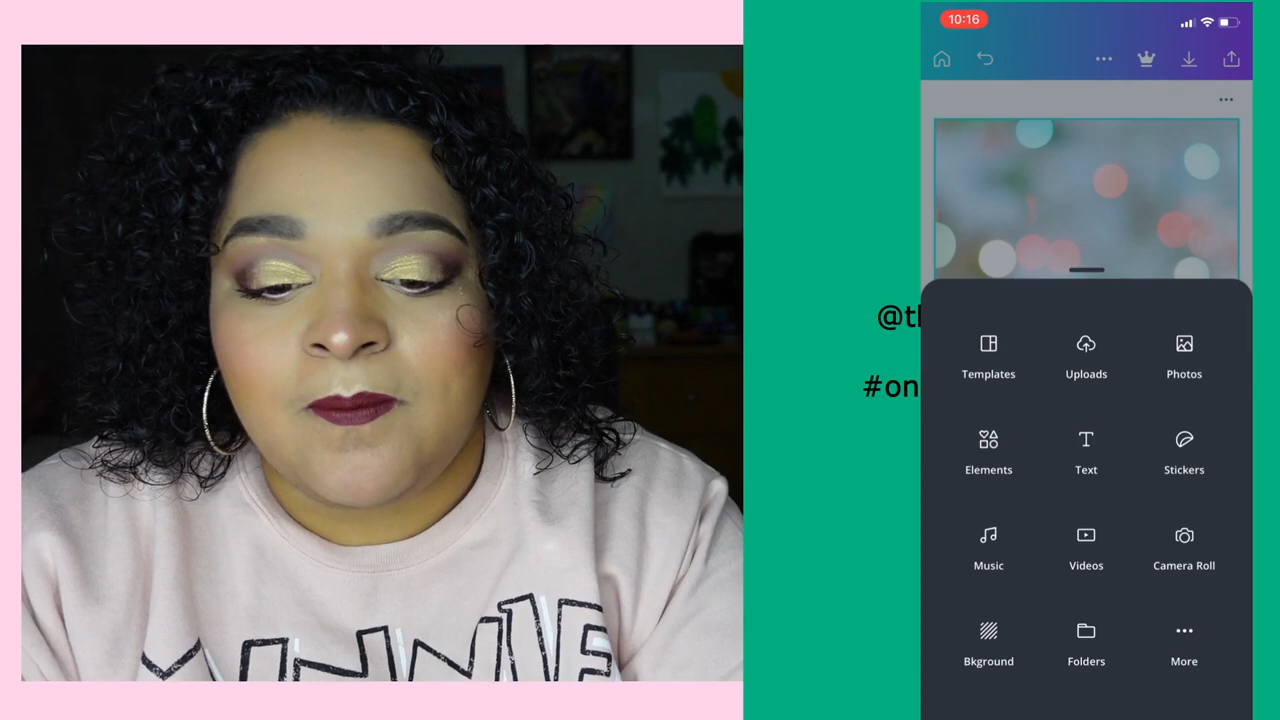 10:16
@t
#on
Templates
Uploads
Photos
Elements
Text
Stickers
Music
Videos
Camera Roll
Bkground
Folders
More